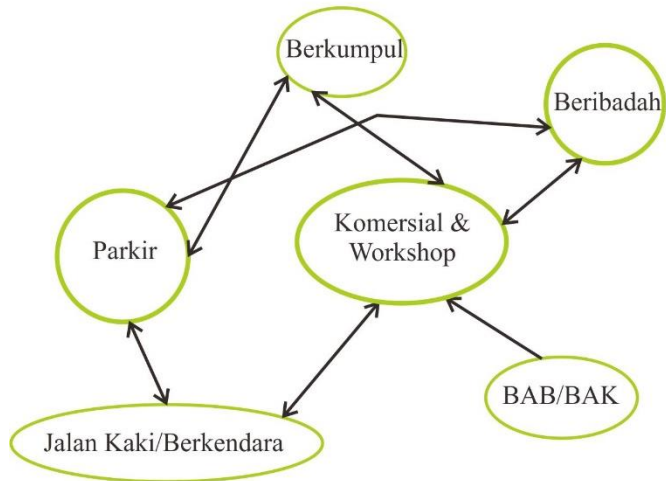 Berkumpul
Beribadah
Parkir
Komersial &
Workshop
BAB/BAK
Jalan Kaki/Berkendara